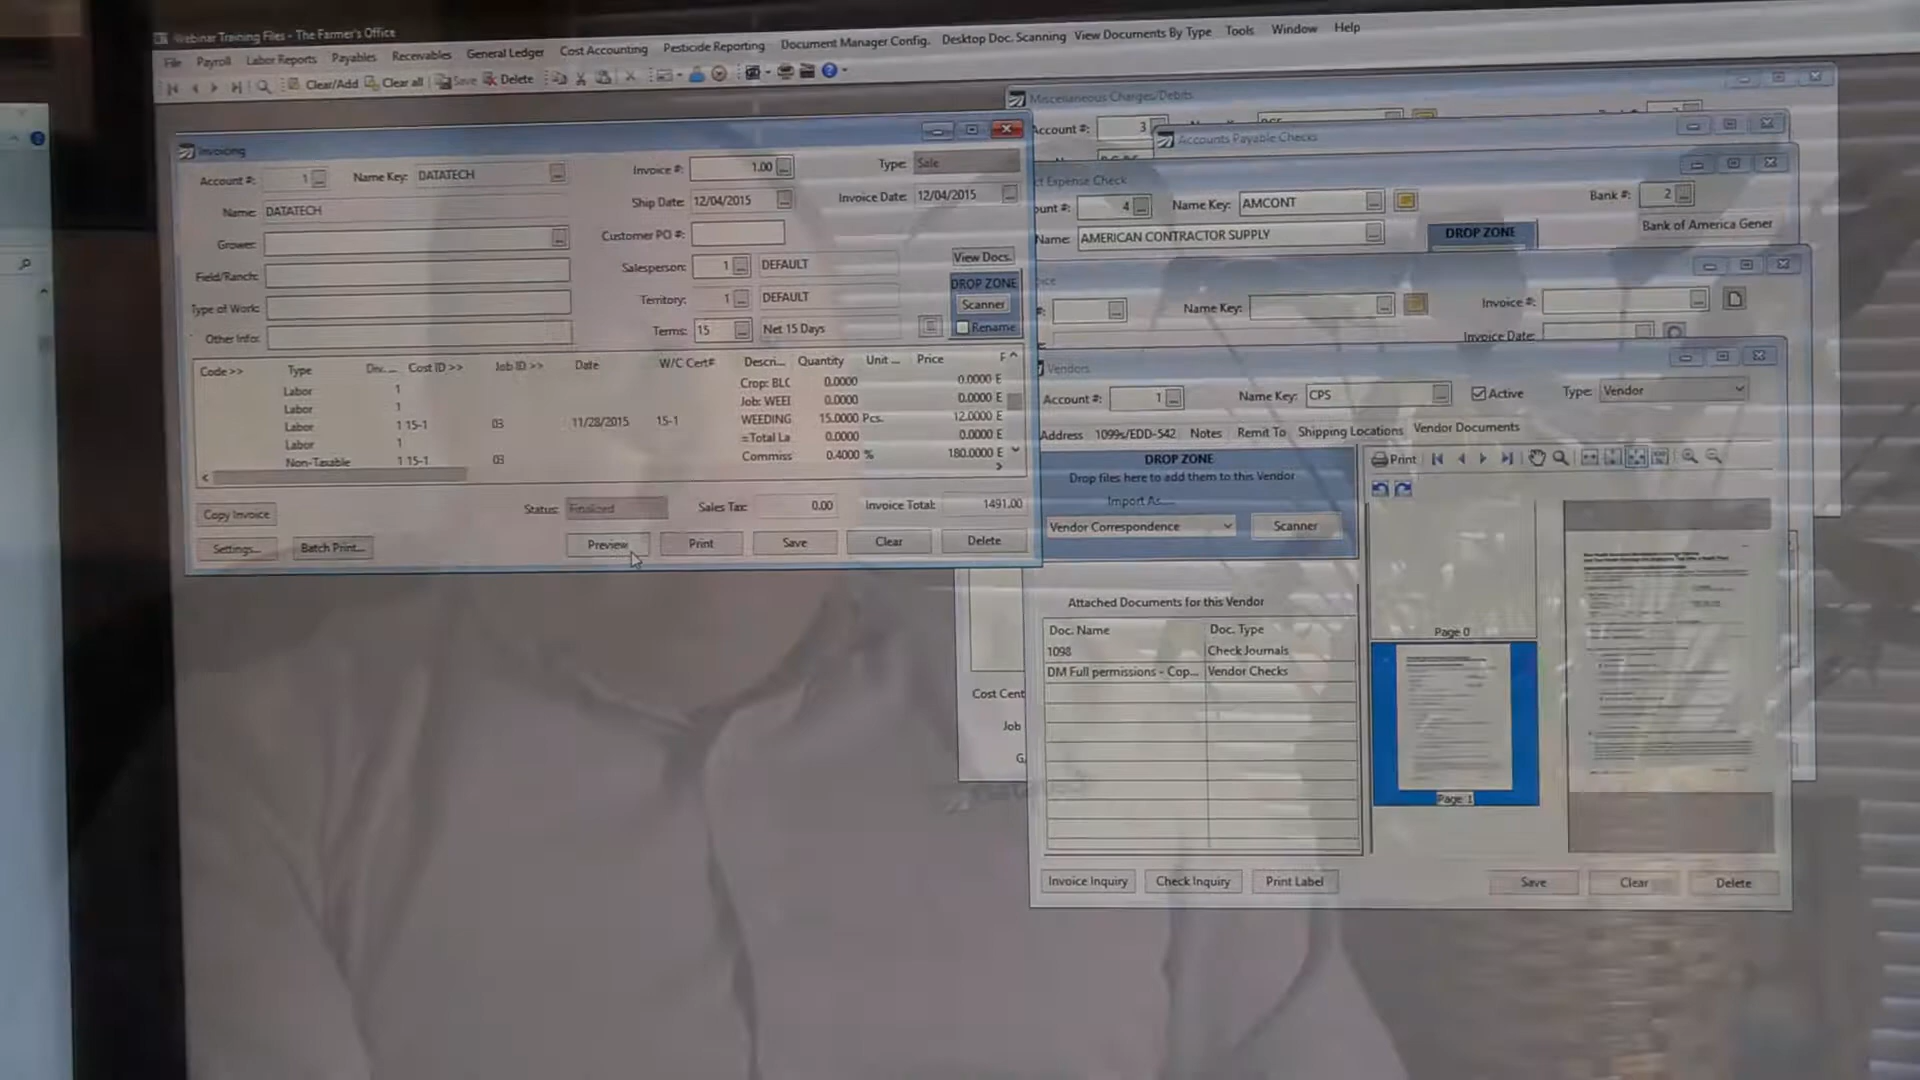 Webinar Training Files - The Farmer's Office
File Payroll Labor Reports Payables Receivables General Ledger Cost Accounting Pesticide Reporting Document Manager Config. Desktop Doc. Scanning View Documents By Type Tools Window Help
Clear/Add Clear all Save Delete
Invoicing
Account #: 1 Name Key: DATATECH Invoice #: 1.00 Type: Sale
Name: DATATECH Ship Date: 12/04/2015 Invoice Date: 12/04/2015
Grower: Customer PO #:
Field/Ranch: Salesperson: 1 DEFAULT View Docs.
Type of Work: Territory: 1 DEFAULT DROP ZONE
Scanner
Other Info: Terms: 15 Net 15 Days Rename
Code >> Type Div... Cost ID >> Job ID >> Date W/C Cert# Descri... Quantity Unit ... Price
Labor 1 Crop: BLC 0.0000 0.0000 E
Labor 1 Job: WEEI 0.0000 0.0000 E
Labor 1 15-1 03 11/28/2015 15-1 WEEDING 15.0000 Pcs. 12.0000 E
Labor 1 =Total La 0.0000 0.0000 E
Non-Taxable 1 15-1 03 Commiss 0.4000 % 180.0000 E
Copy Invoice Status: Finalized Sales Tax: 0.00 Invoice Total: 1491.00
Settings... Batch Print... Preview Print Save Clear Delete
Miscellaneous Charges/Debits
Account #: 3
Accounts Payable Checks
ct Expense Check
ount #: 4 Name Key: AMCONT Bank #: 2
Name: AMERICAN CONTRACTOR SUPPLY DROP ZONE Bank of America Gener
Name Key: Invoice #:
Invoice Date:
Vendors
Account #: 1 Name Key: CPS Active Type: Vendor
Address 1099s/EDD-542 Notes Remit To Shipping Locations Vendor Documents
DROP ZONE
Drop files here to add them to this Vendor
Import As....
Vendor Correspondence Scanner
Print
Attached Documents for this Vendor
Doc. Name Doc. Type
1098 Check Journals
DM Full permissions - Cop... Vendor Checks
Page 0
Page 1
Cost Cent
Job
Invoice Inquiry Check Inquiry Print Label Save Clear Delete